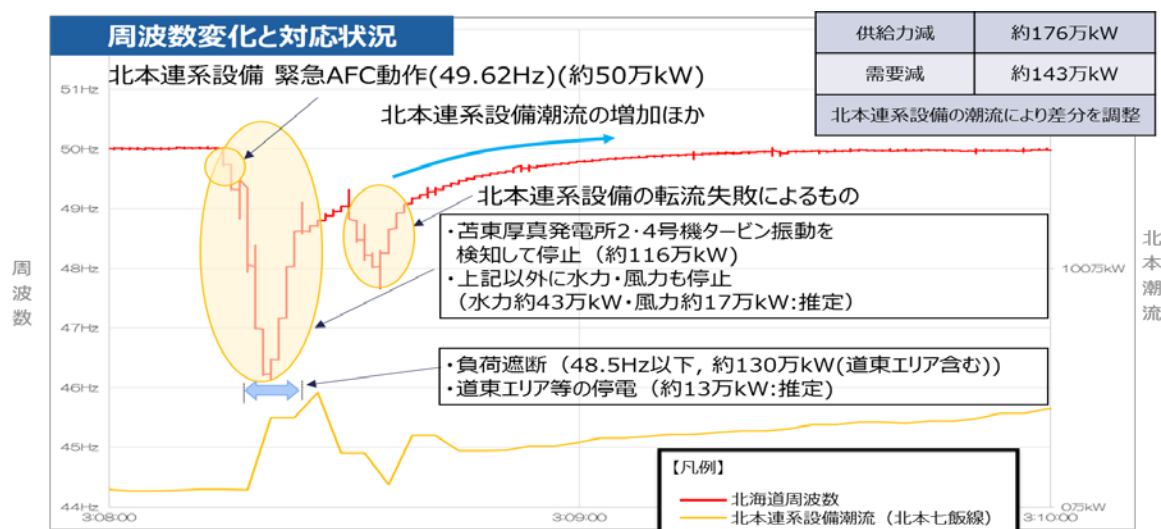 周波数変化と対応状況
供給力減 約176万kW
需要減 約143万kW
北本連系設備の潮流により差分を調整
北本連系設備 緊急AFC動作(49.62Hz)(約50万kW)
51Hz
北本連系設備潮流の増加ほか
50Hz
北本連系設備の転流失敗によるもの
49Hz
・苫東厚真発電所2・4号機タービン振動を
検知して停止（約116万kW）
・上記以外に水力・風力も停止
（水力約43万kW・風力約17万kW:推定）
48Hz
100万kW
周波数
北本潮流
47Hz
・負荷遮断（48.5Hz以下, 約130万kW(道東エリア含む)）
・道東エリア等の停電（約13万kW:推定）
46Hz
45Hz
【凡例】
北海道周波数
北本連系設備潮流（北本七飯線）
44Hz
0万kW
3:08:00
3:09:00
3:10:00